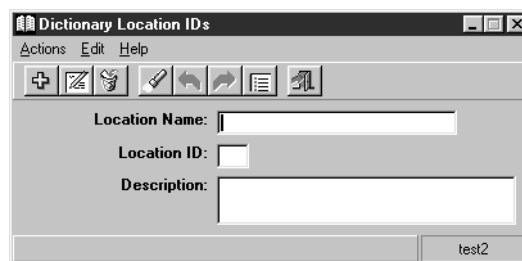 Dictionary Location IDs
Actions Edit Help
Location Name:
Location ID:
Description:
test2